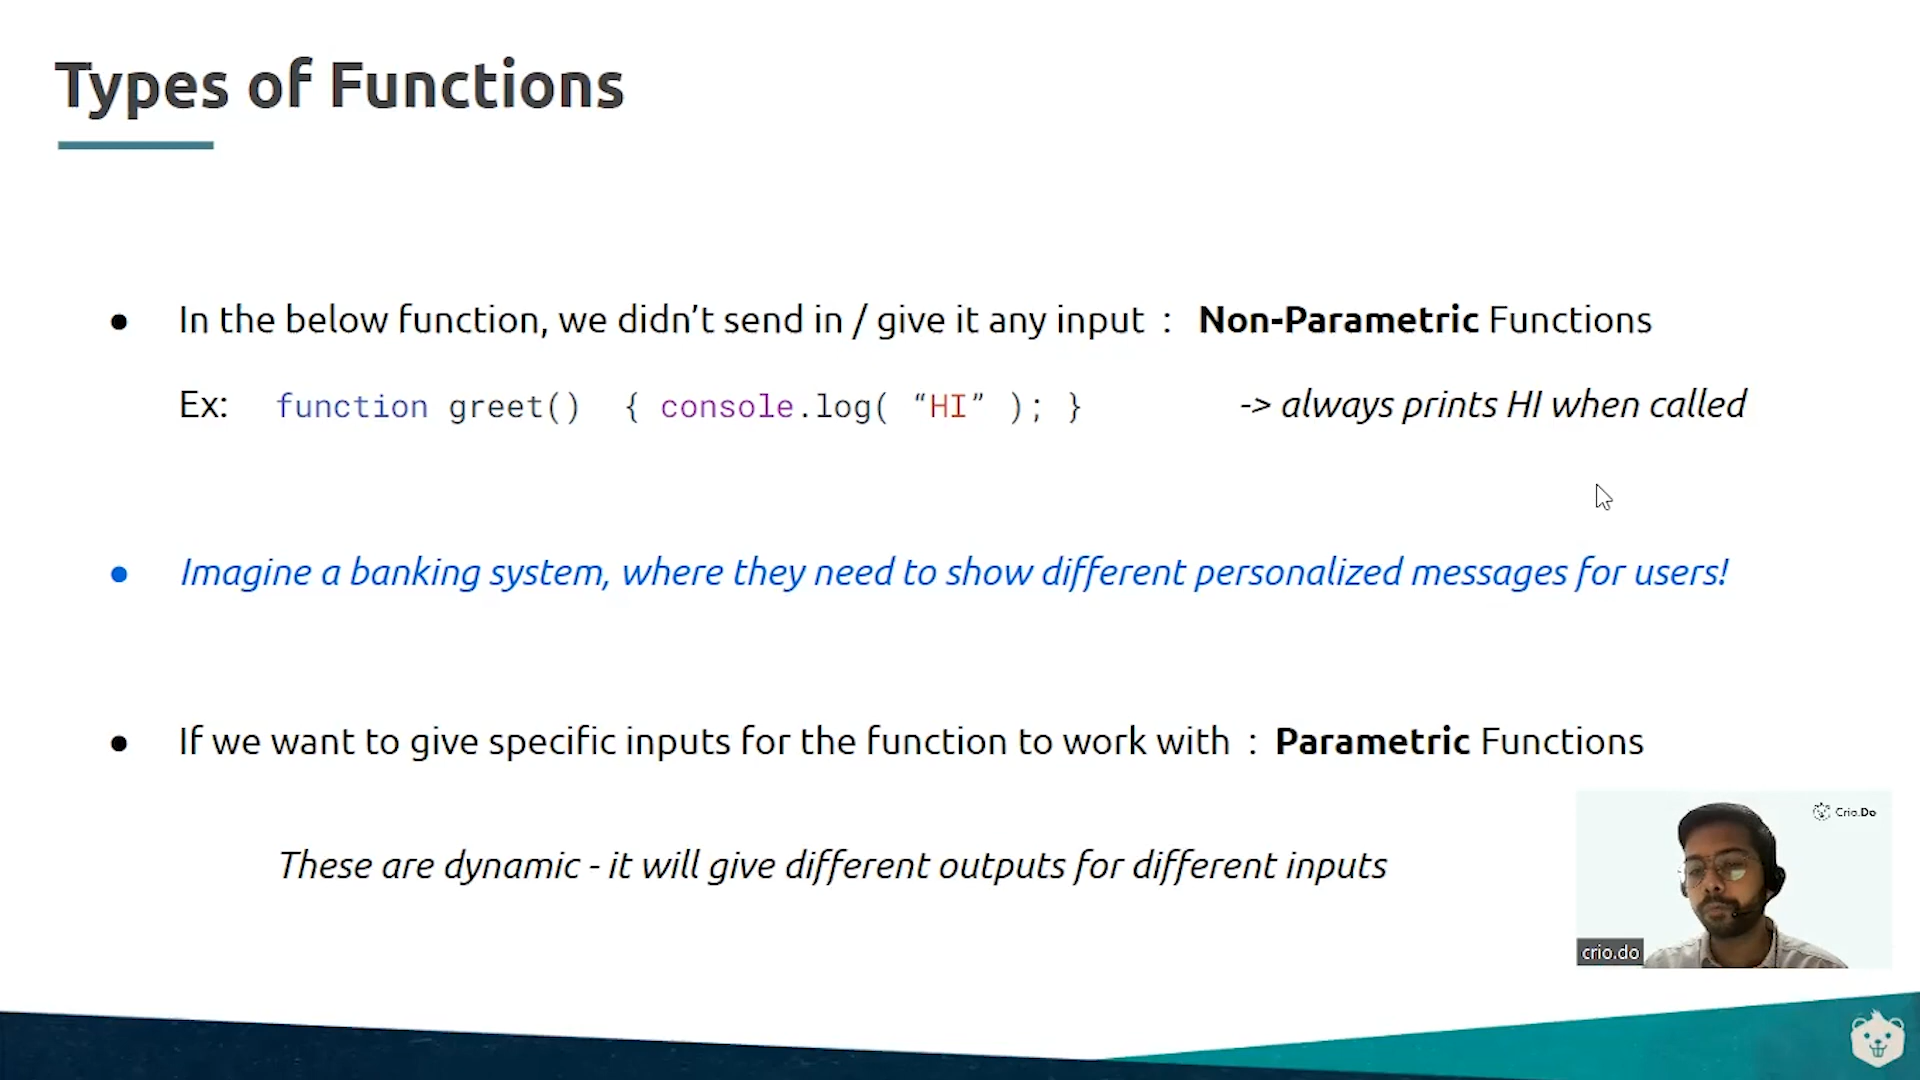 Types of Functions
● In the below function, we didn’t send in / give it any input : Non-Parametric Functions
Ex: function greet() { console.log( “HI” ); } -> always prints HI when called
● Imagine a banking system, where they need to show different personalized messages for users!
● If we want to give specific inputs for the function to work with : Parametric Functions
These are dynamic - it will give different outputs for different inputs
Crio.Do
crio.do